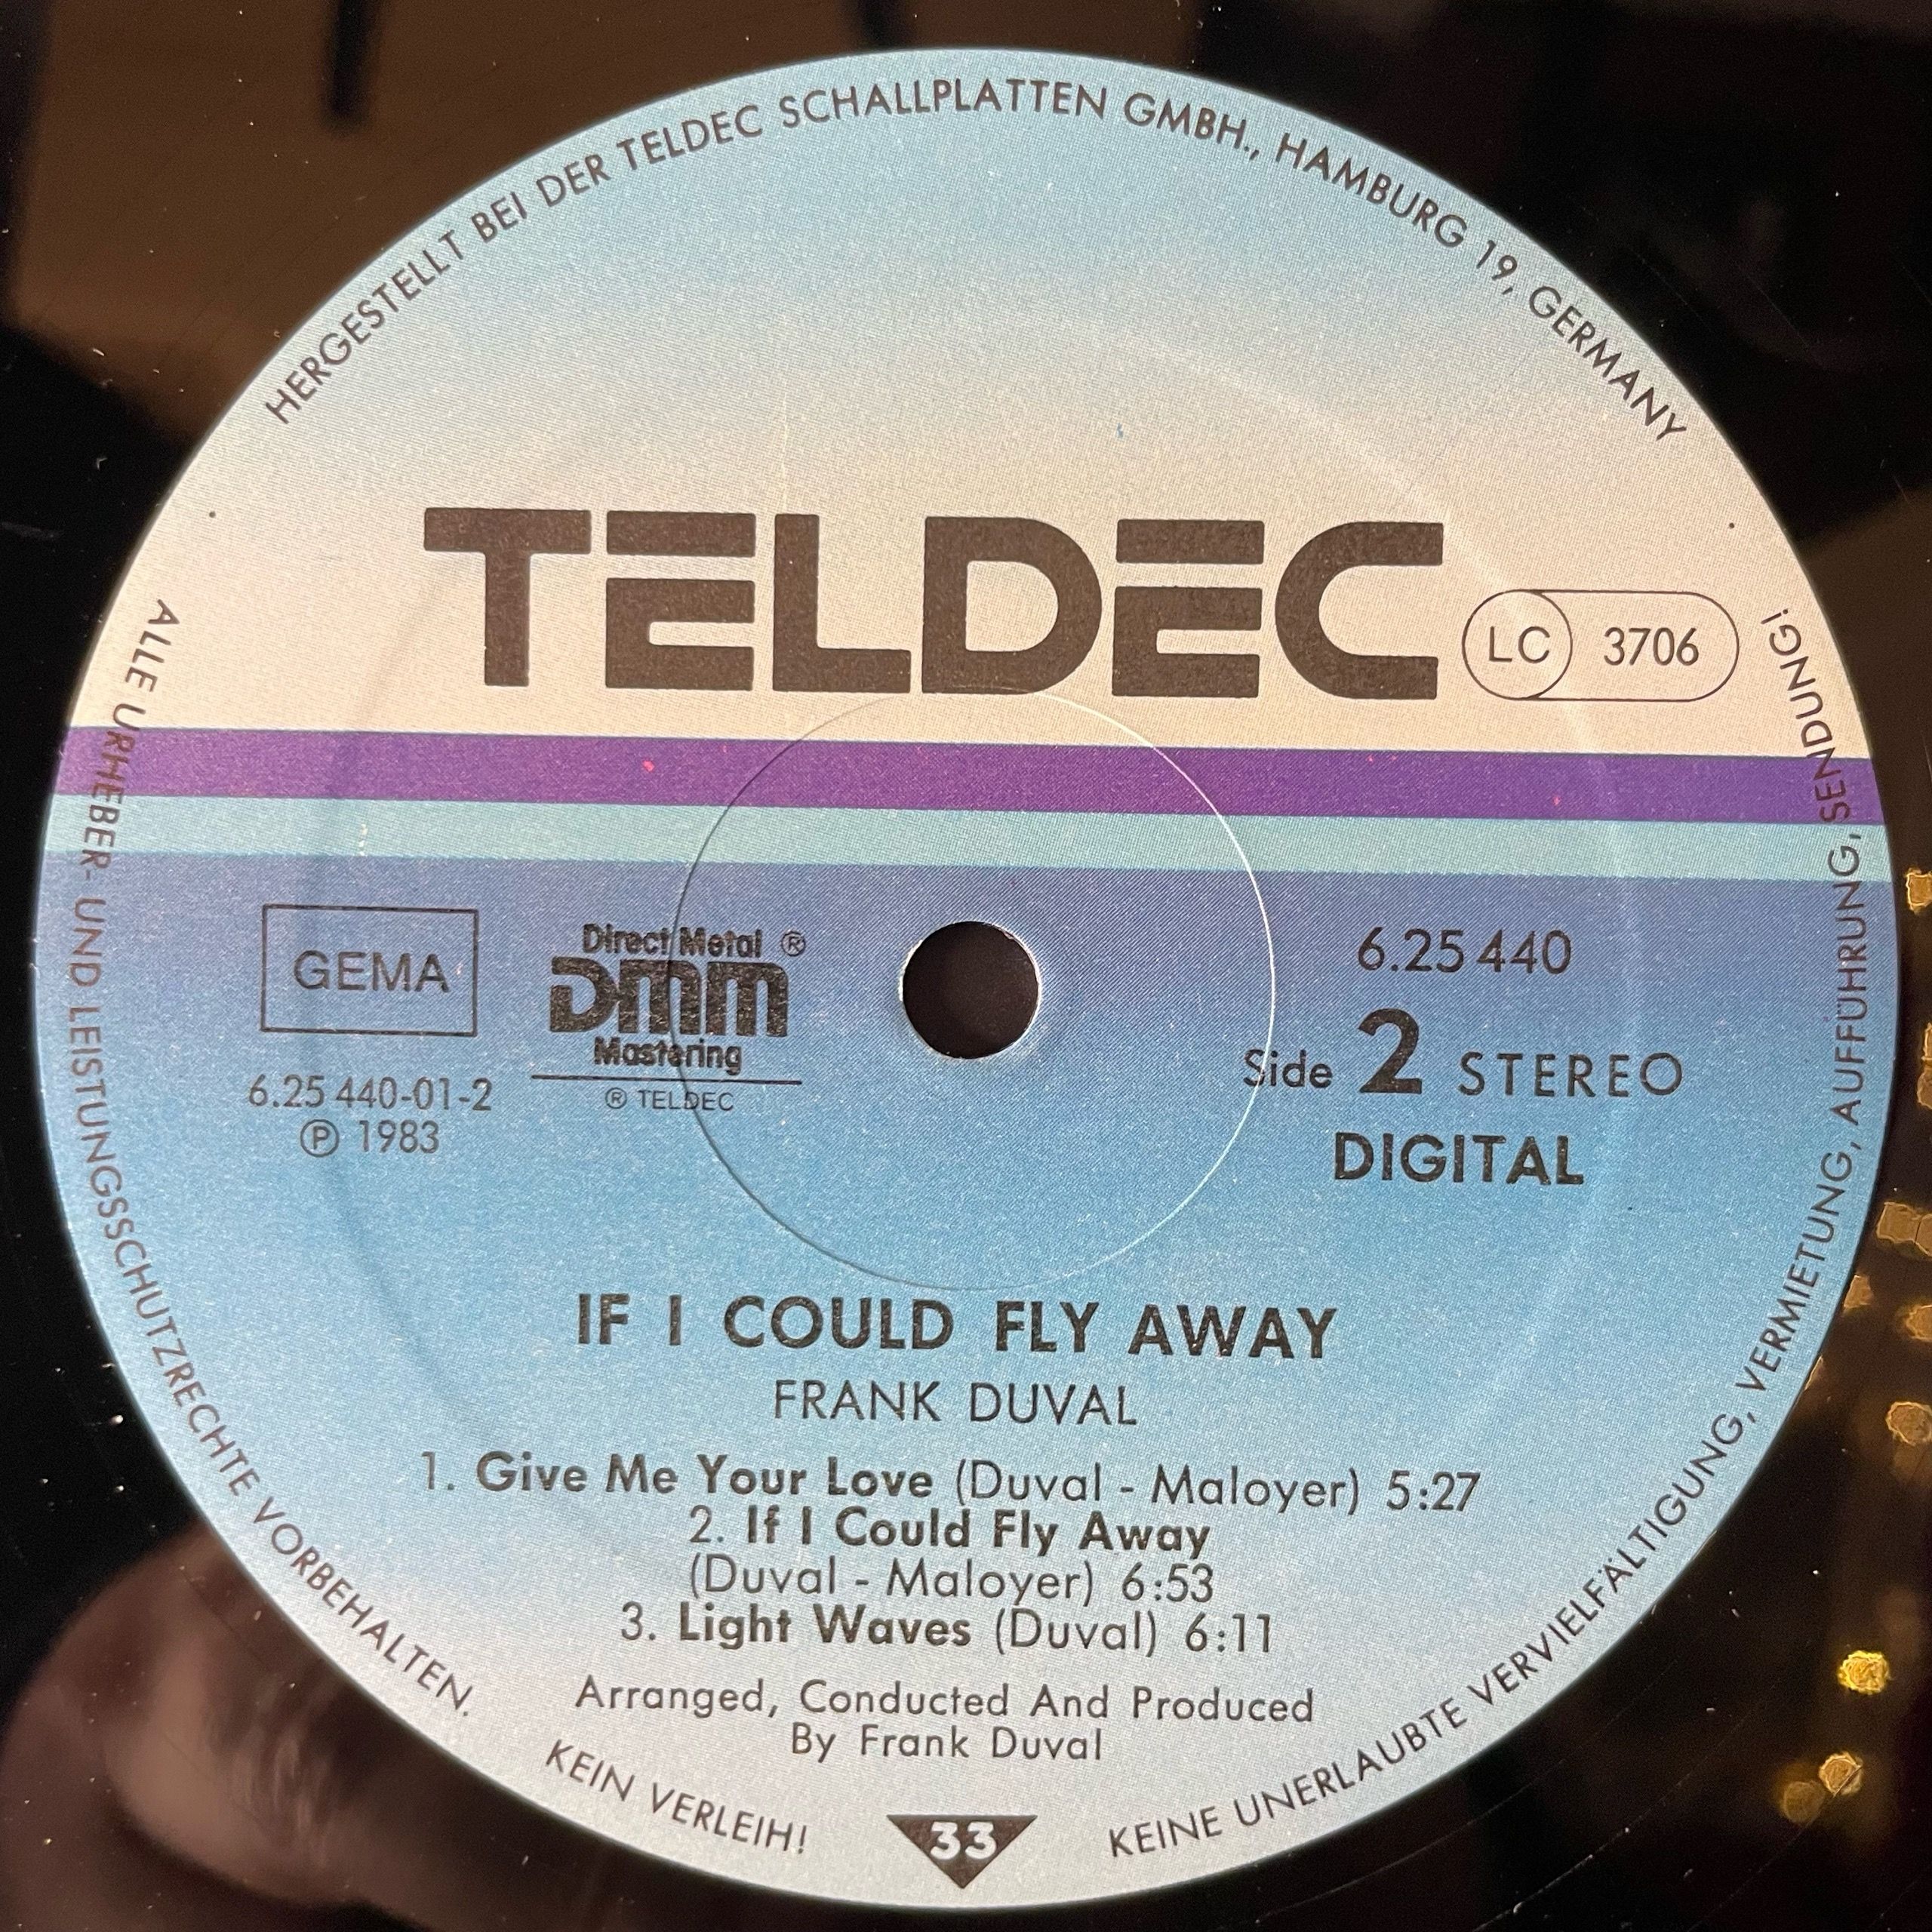 HERGESTELLT BEI DER TELDEC SCHALLPLATTEN GMBH., HAMBURG 19, GERMANY
TELDEC
LC 3706
GEMA
6.25 440-01-2
Ⓟ 1983
Direct Metal ®
DMM
Mastering
® TELDEC
6.25 440
Side 2 STEREO
DIGITAL
IF I COULD FLY AWAY
FRANK DUVAL
1. Give Me Your Love (Duval - Maloyer) 5:27
2. If I Could Fly Away
(Duval - Maloyer) 6:53
3. Light Waves (Duval) 6:11
Arranged, Conducted And Produced
By Frank Duval
33
ALLE URHEBER- UND LEISTUNGSSCHUTZRECHTE VORBEHALTEN.
KEIN VERLEIH!
KEINE UNERLAUBTE VERVIELFÄLTIGUNG, VERMIETUNG, AUFFÜHRUNG, SENDUNG!